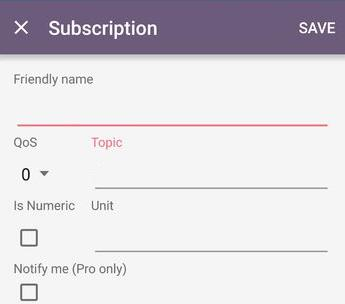 Subscription SAVE
Friendly name
QoS Topic
0
Is Numeric Unit
Notify me (Pro only)